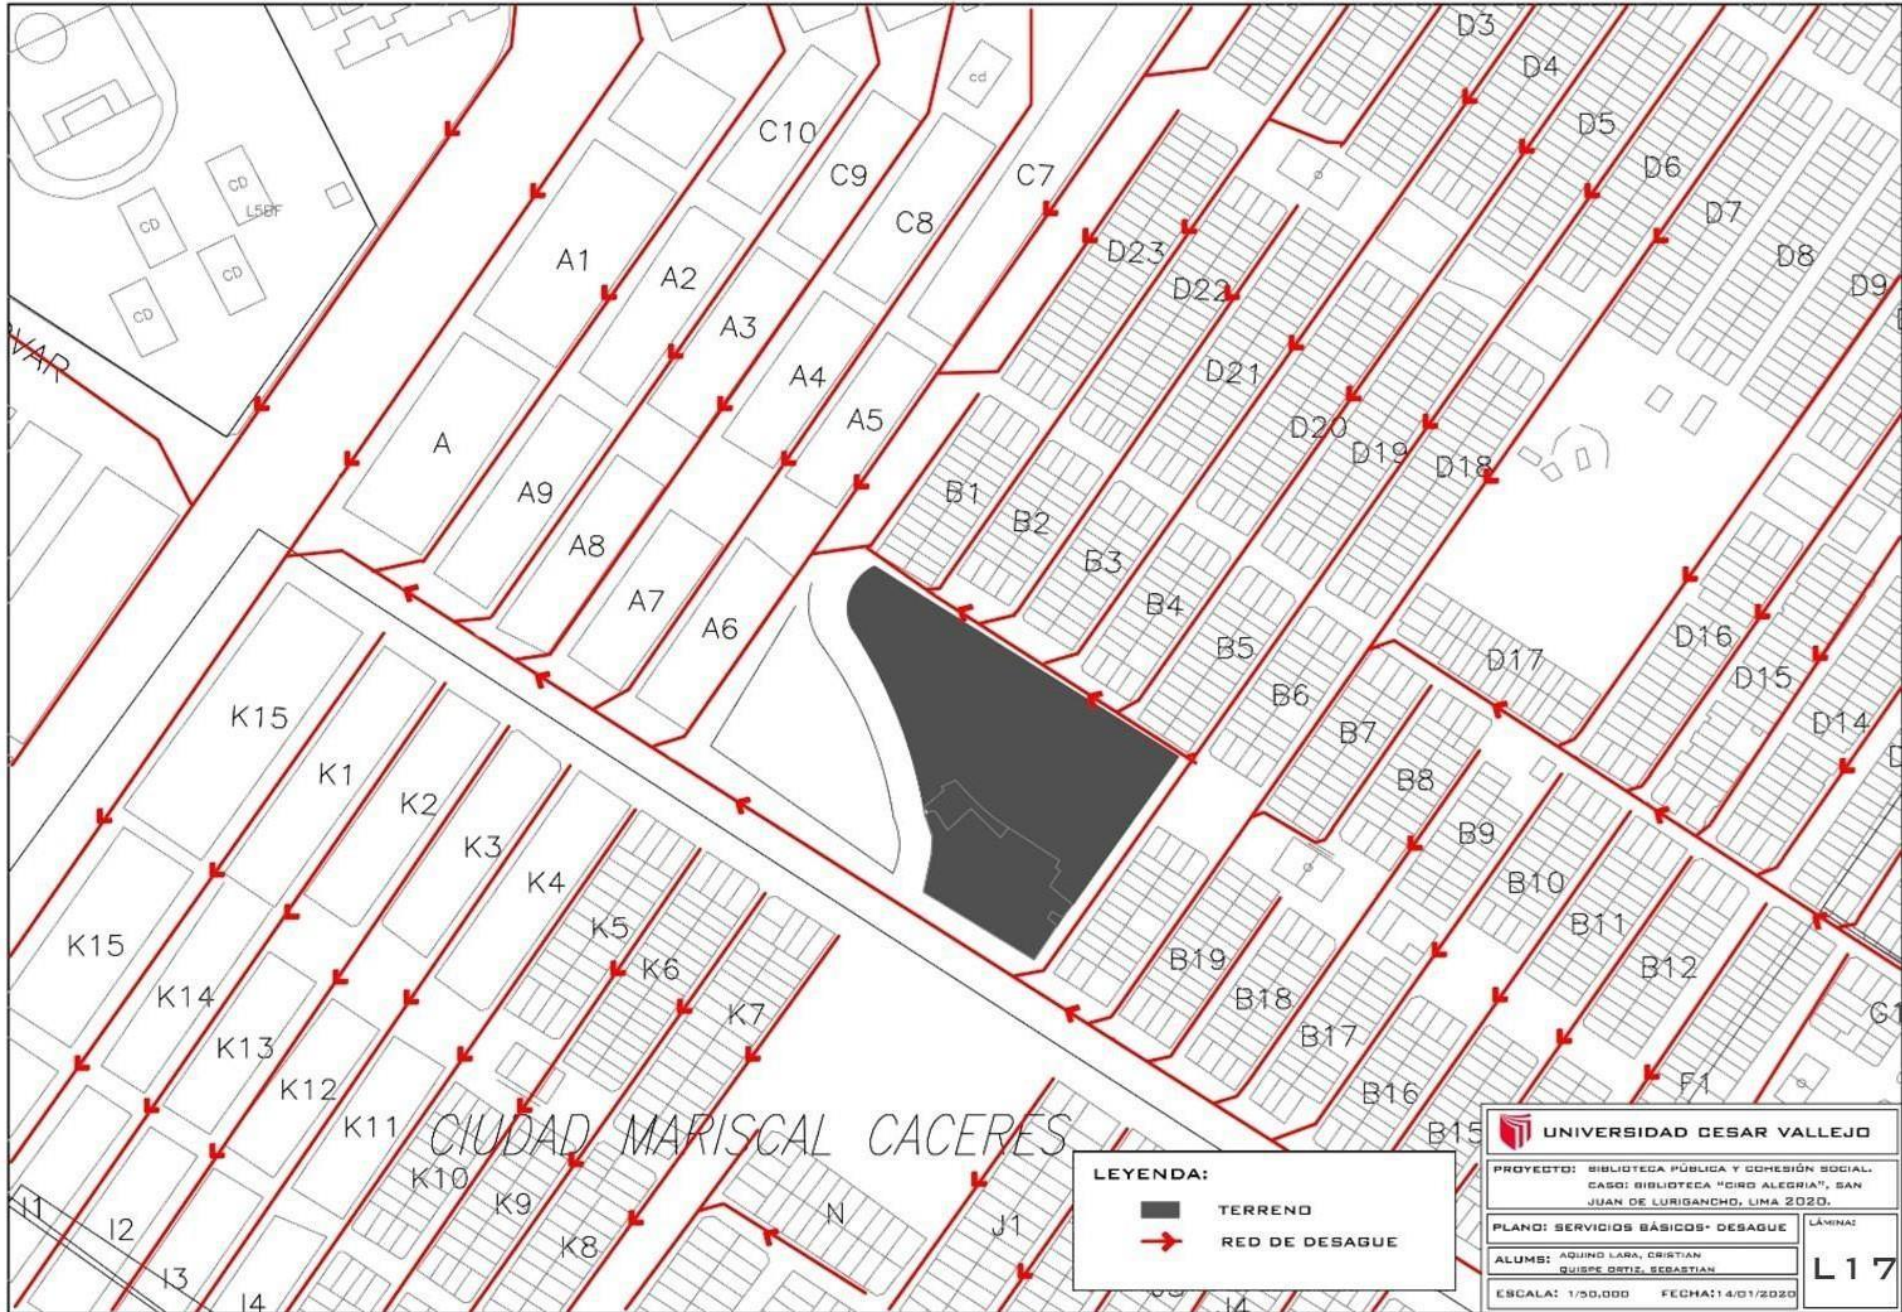 D3
D4
C10
cd
D5
C9
C7
D6
CD
L5BF
CD
C8
D7
D23
D8
A1
A2
CD
D22
D9
CD
A3
A4
D21
A5
D20
D19
D18
A
A9
B1
B2
A8
B3
A7
B4
A6
B5
D17
D16
D15
B6
D14
K15
B7
K1
B8
K2
B9
K3
B10
K4
B11
K5
K6
B19
B12
K15
K14
B18
K7
B17
K13
K12
B16
F1
K11
B15
CIUDAD MARISCAL CACERES
K10
K9
K8
N
J1
I1
I2
I3
I4
LEYENDA:
TERRENO
RED DE DESAGUE
UNIVERSIDAD CESAR VALLEJO
PROYECTO: BIBLIOTECA PÚBLICA Y COHESIÓN SOCIAL.
CASO: BIBLIOTECA "CIRO ALEGRIA", SAN
JUAN DE LURIGANCHO, LIMA 2020.
PLANO: SERVICIOS BÁSICOS- DESAGUE
LÁMINA:
L17
ALUMS: AQUINO LARA, CRISTIAN
QUISPE ORTIZ, SEBASTIAN
ESCALA: 1/50,000 FECHA:14/01/2020